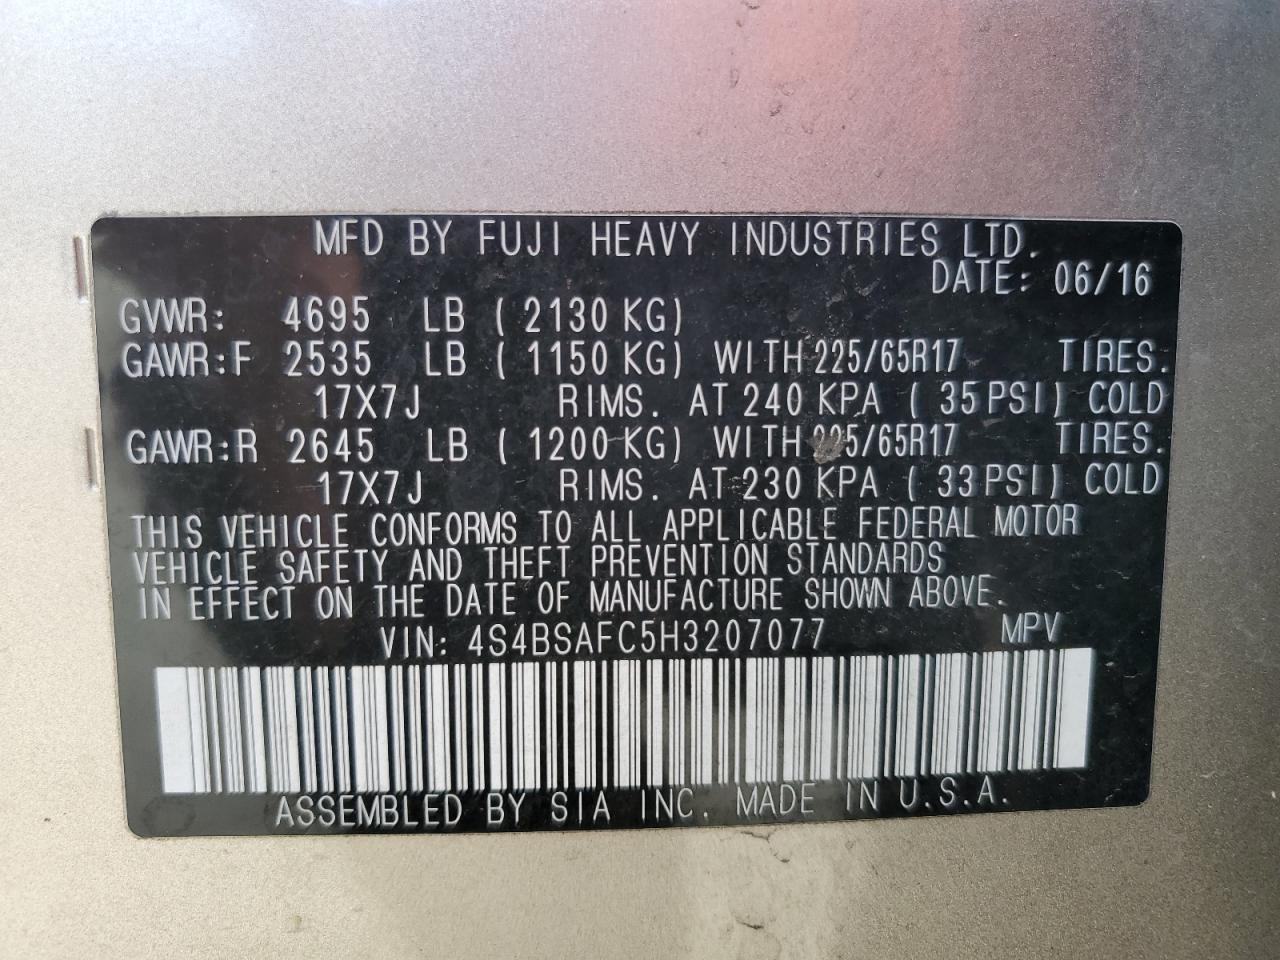 MFD BY FUJI HEAVY INDUSTRIES LTD.
DATE: 06/16
GVWR: 4695 LB ( 2130 KG)
GAWR:F 2535 LB ( 1150 KG) WITH 225/65R17 TIRES.
17X7J RIMS. AT 240 KPA ( 35 PSI) COLD
GAWR:R 2645 LB ( 1200 KG) WITH 225/65R17 TIRES.
17X7J RIMS. AT 230 KPA ( 33 PSI) COLD
THIS VEHICLE CONFORMS TO ALL APPLICABLE FEDERAL MOTOR
VEHICLE SAFETY AND THEFT PREVENTION STANDARDS
IN EFFECT ON THE DATE OF MANUFACTURE SHOWN ABOVE.
VIN: 4S4BSAFC5H3207077 MPV
ASSEMBLED BY SIA INC. MADE IN U.S.A.